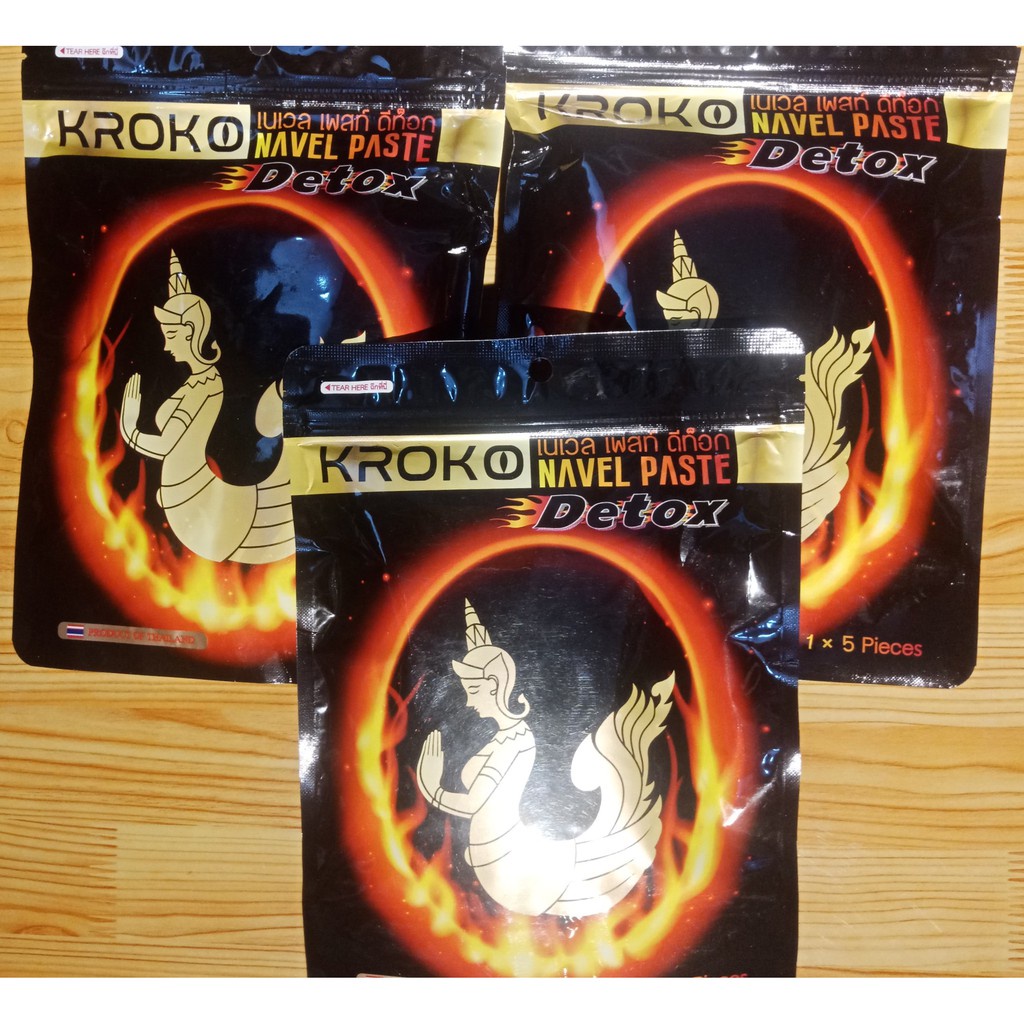 TEAR HERE ฉีกที่นี่
KROKO
เนเวล เพสท์ ดีท็อก
NAVEL PASTE
Detox
PRODUCT OF THAILAND
KROKO
เนเวล เพสท์ ดีท็อก
NAVEL PASTE
Detox
1 × 5 Pieces
TEAR HERE ฉีกที่นี่
KROKO
เนเวล เพสท์ ดีท็อก
NAVEL PASTE
Detox